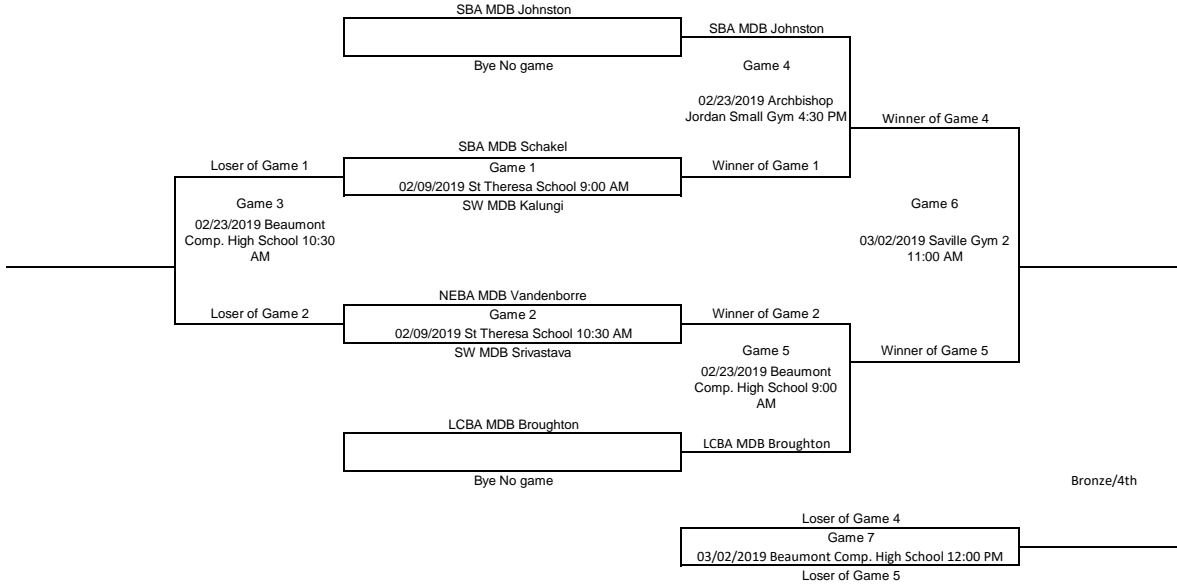 SBA MDB Johnston
SBA MDB Johnston
Bye No game
Game 4
02/23/2019 Archbishop
Jordan Small Gym 4:30 PM
Winner of Game 4
SBA MDB Schakel
Loser of Game 1
Game 1
Winner of Game 1
02/09/2019 St Theresa School 9:00 AM
SW MDB Kalungi
Game 3
Game 6
02/23/2019 Beaumont
Comp. High School 10:30
AM
03/02/2019 Saville Gym 2
11:00 AM
NEBA MDB Vandenborre
Loser of Game 2
Game 2
Winner of Game 2
02/09/2019 St Theresa School 10:30 AM
SW MDB Srivastava
Game 5
Winner of Game 5
02/23/2019 Beaumont
Comp. High School 9:00
AM
LCBA MDB Broughton
LCBA MDB Broughton
Bye No game
Bronze/4th
Loser of Game 4
Game 7
03/02/2019 Beaumont Comp. High School 12:00 PM
Loser of Game 5